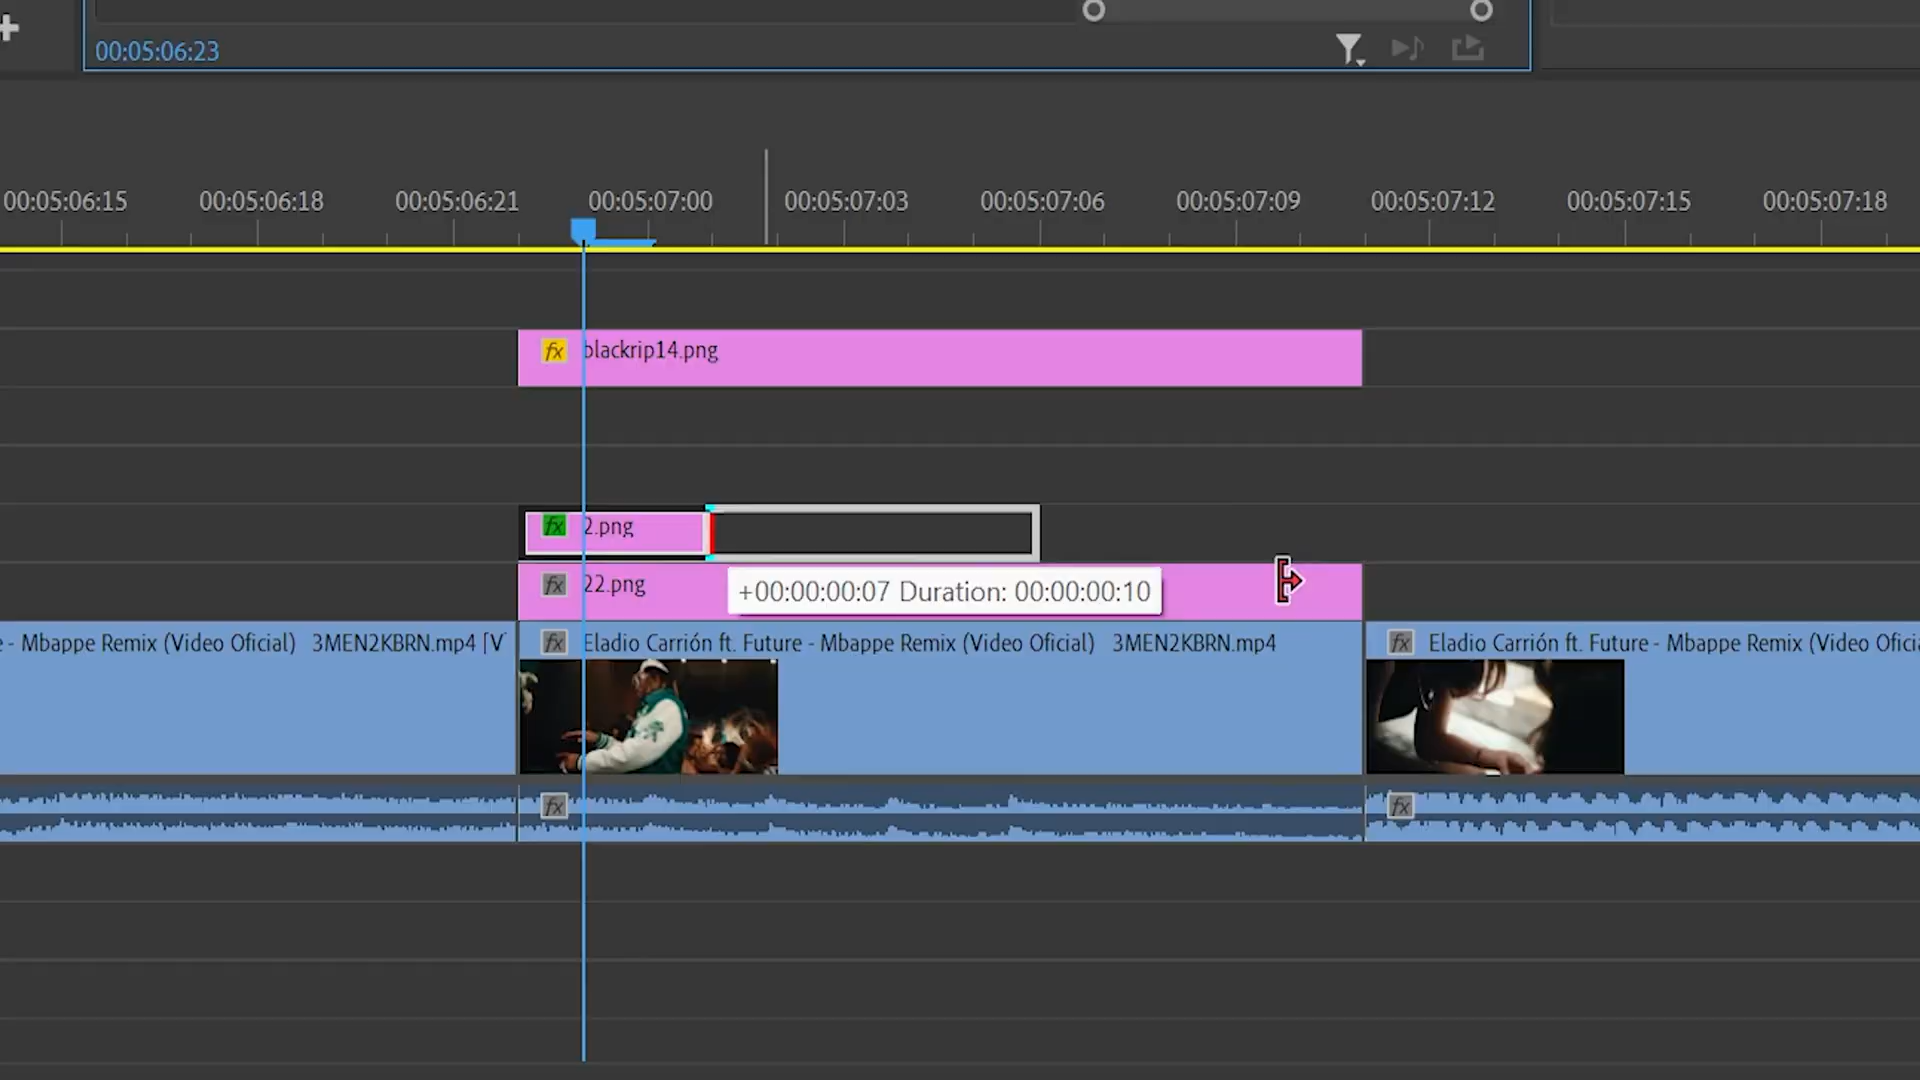 00:05:06:23
00:05:06:15 00:05:06:18 00:05:06:21 00:05:07:00 00:05:07:03 00:05:07:06 00:05:07:09 00:05:07:12 00:05:07:15 00:05:07:18
fx blackrip14.png
fx 2.png
fx 22.png
+00:00:00:07 Duration: 00:00:00:10
- Mbappe Remix (Video Oficial) 3MEN2KBRN.mp4 [V
fx Eladio Carrión ft. Future - Mbappe Remix (Video Oficial) 3MEN2KBRN.mp4
fx Eladio Carrión ft. Future - Mbappe Remix (Video Oficia
fx
fx